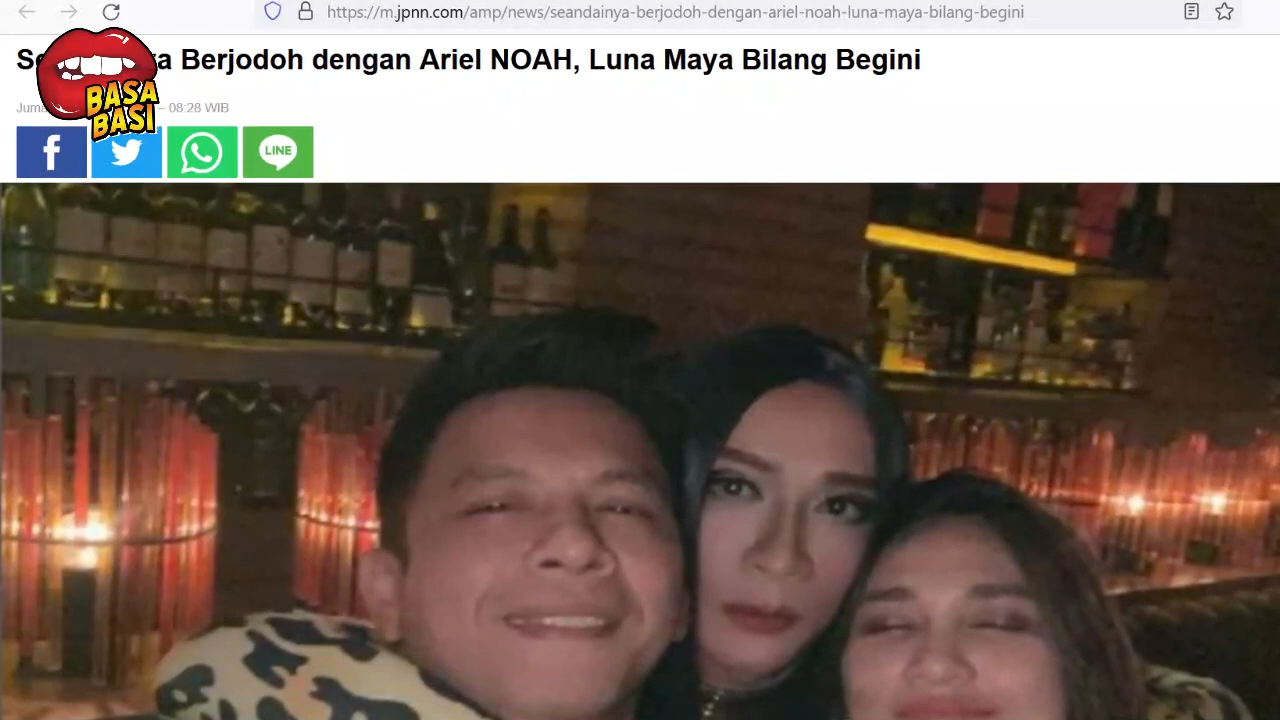 https://m.jpnn.com/amp/news/seandainya-berjodoh-dengan-ariel-noah-luna-maya-bilang-begini
Berjodoh dengan Ariel NOAH, Luna Maya Bilang Begini
BASA
BASI
– 08:28 WIB
LINE